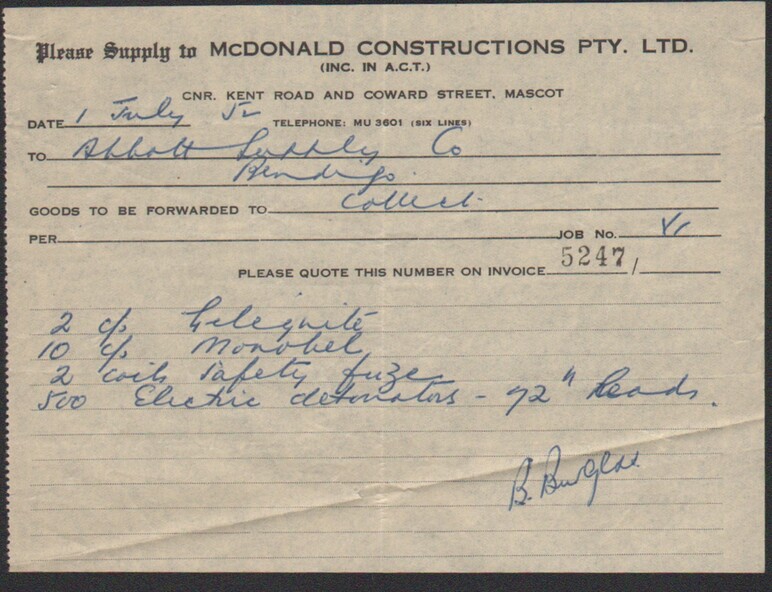 Please Supply to McDONALD CONSTRUCTIONS PTY. LTD.
(INC. IN A.C.T.)
CNR. KENT ROAD AND COWARD STREET, MASCOT
DATE 1 July 52 TELEPHONE: MU 3601 (SIX LINES)
TO Abbott Supply Co
Bendigo.
GOODS TO BE FORWARDED TO Collect.
PER JOB No.
PLEASE QUOTE THIS NUMBER ON INVOICE 5247/
2 c/s Gelegnite
10 c/s Monobel
2 coils Safety fuze
500 Electric detonators - 72" leads.
B.